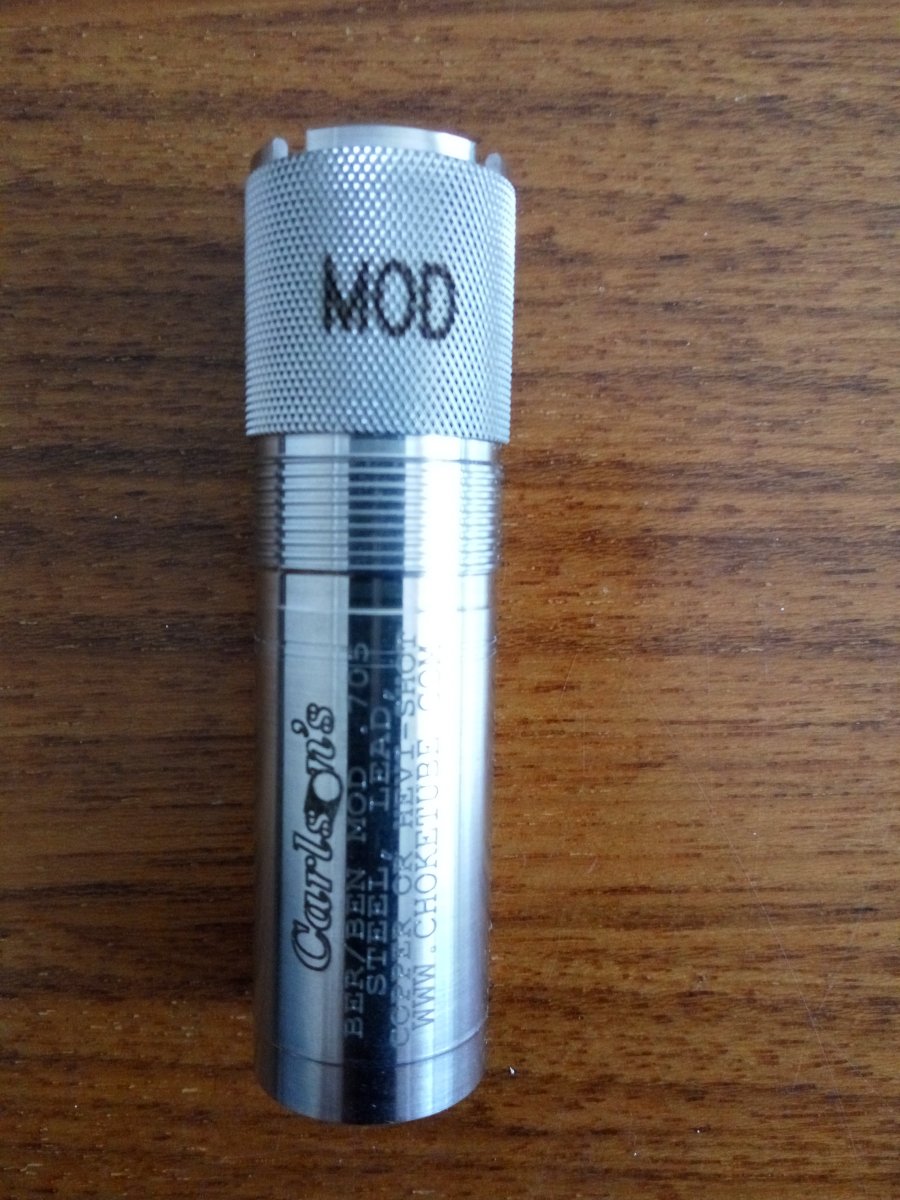 MOD
Carlson's
BER/BEN MOD .705
STEEL, LEAD,
COPPER OR HEVI-SHOT
WWW.CHOKETUBE.COM